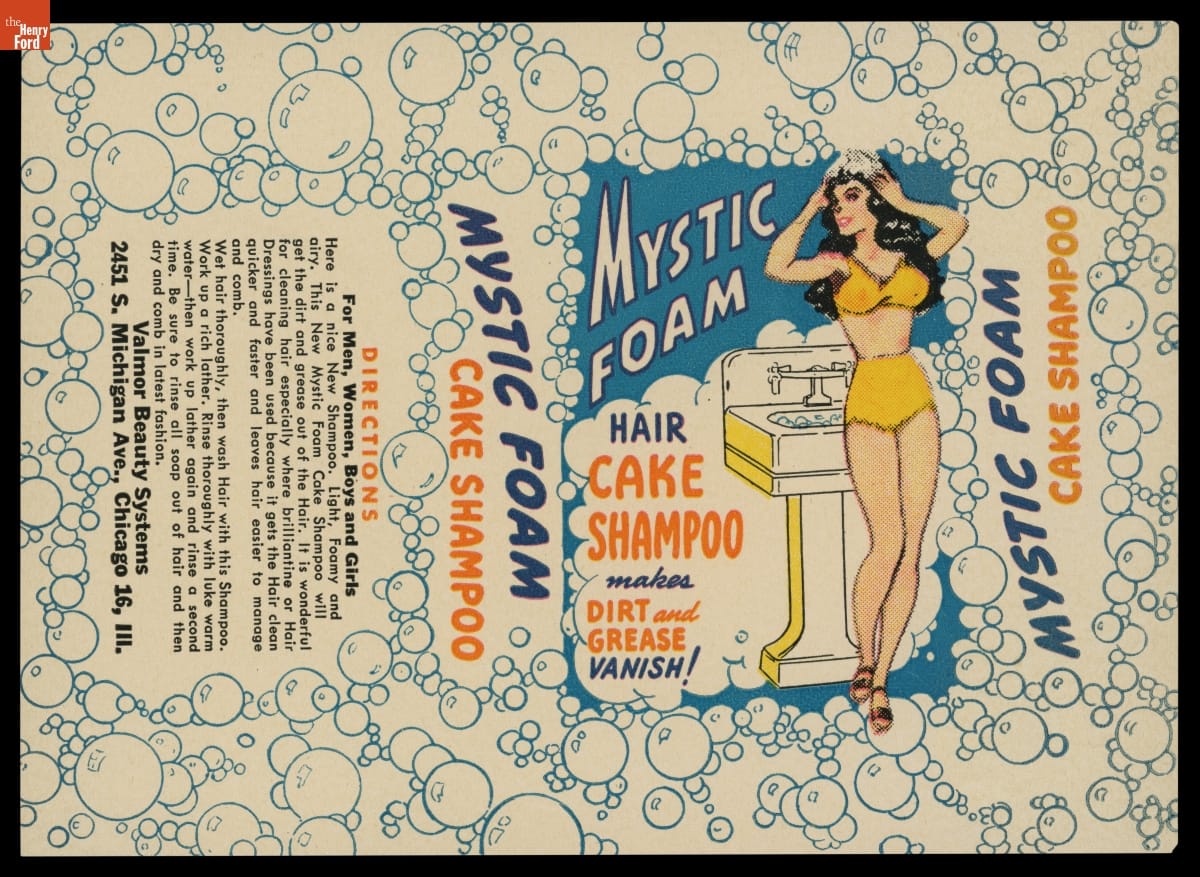 the
Henry
Ford
MYSTIC
FOAM
HAIR
CAKE
SHAMPOO
makes
DIRT and
GREASE
VANISH!
MYSTIC FOAM
CAKE SHAMPOO
MYSTIC FOAM
CAKE SHAMPOO
DIRECTIONS
For Men, Women, Boys and Girls
Here is a nice New Shampoo. Light, Foamy and
airy. This New Mystic Foam Cake Shampoo will
get the dirt and grease out of the Hair. It is wonderful
for cleaning hair especially where brilliantine or Hair
Dressings have been used because it gets the Hair clean
quicker and faster and leaves hair easier to manage
and comb.
Wet hair thoroughly, then wash Hair with this Shampoo.
Work up a rich lather. Rinse thoroughly with luke warm
water—then work up lather again and rinse a second
time. Be sure to rinse all soap out of hair and then
dry and comb in latest fashion.
Valmor Beauty Systems
2451 S. Michigan Ave., Chicago 16, Ill.